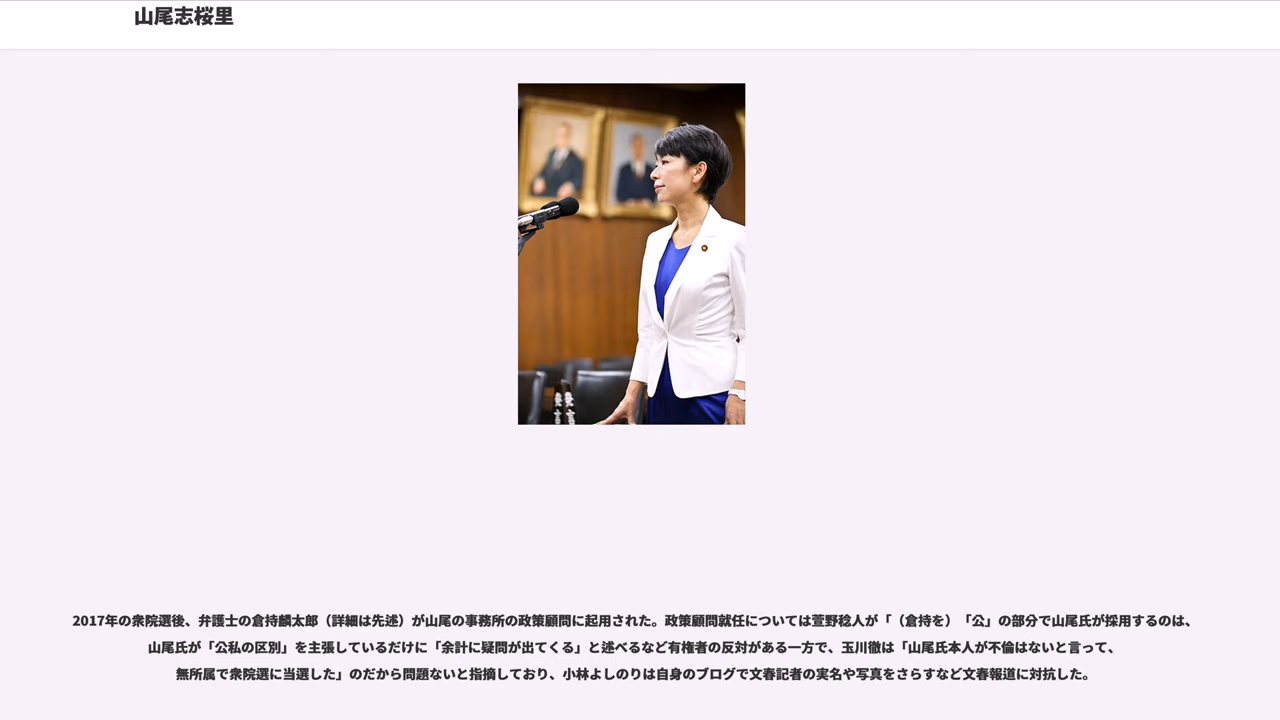 山尾志桜里
2017年の衆院選後、弁護士の倉持麟太郎（詳細は先述）が山尾の事務所の政策顧問に起用された。政策顧問就任については萱野稔人が「（倉持を）「公」の部分で山尾氏が採用するのは、
山尾氏が「公私の区別」を主張しているだけに「余計に疑問が出てくる」と述べるなど有権者の反対がある一方で、玉川徹は「山尾氏本人が不倫はないと言って、
無所属で衆院選に当選した」のだから問題ないと指摘しており、小林よしのりは自身のブログで文春記者の実名や写真をさらすなど文春報道に対抗した。